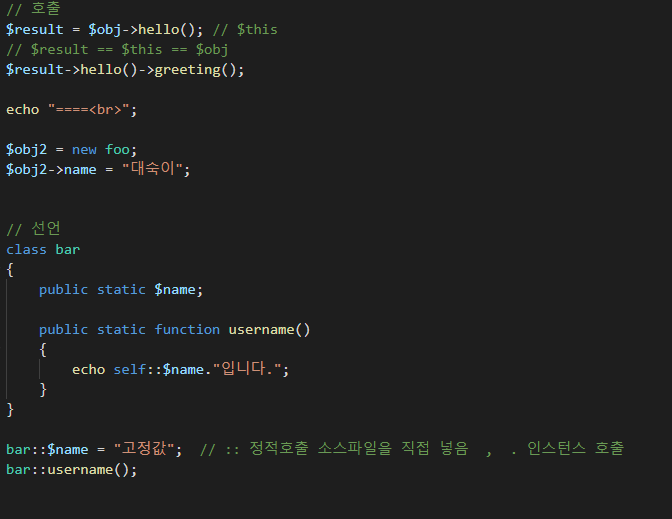 // 호출
$result = $obj->hello(); // $this
// $result == $this == $obj
$result->hello()->greeting();
echo "====<br>";
$obj2 = new foo;
$obj2->name = "대숙이";
// 선언
class bar
{
    public static $name;
    public static function username()
    {
        echo self::$name."입니다.";
    }
}
bar::$name = "고정값";  // :: 정적호출 소스파일을 직접 넣음  ,  . 인스턴스 호출
bar::username();